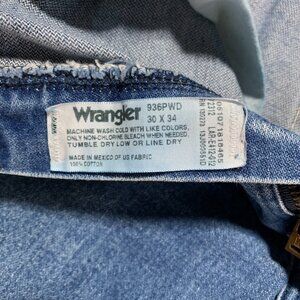 Wrangler 936PWD
30 X 34
MACHINE WASH COLD WITH LIKE COLORS,
ONLY NON-CHLORINE BLEACH WHEN NEEDED
TUMBLE DRY LOW OR LINE DRY
MADE IN MEXICO OF US FABRIC
100% COTTON